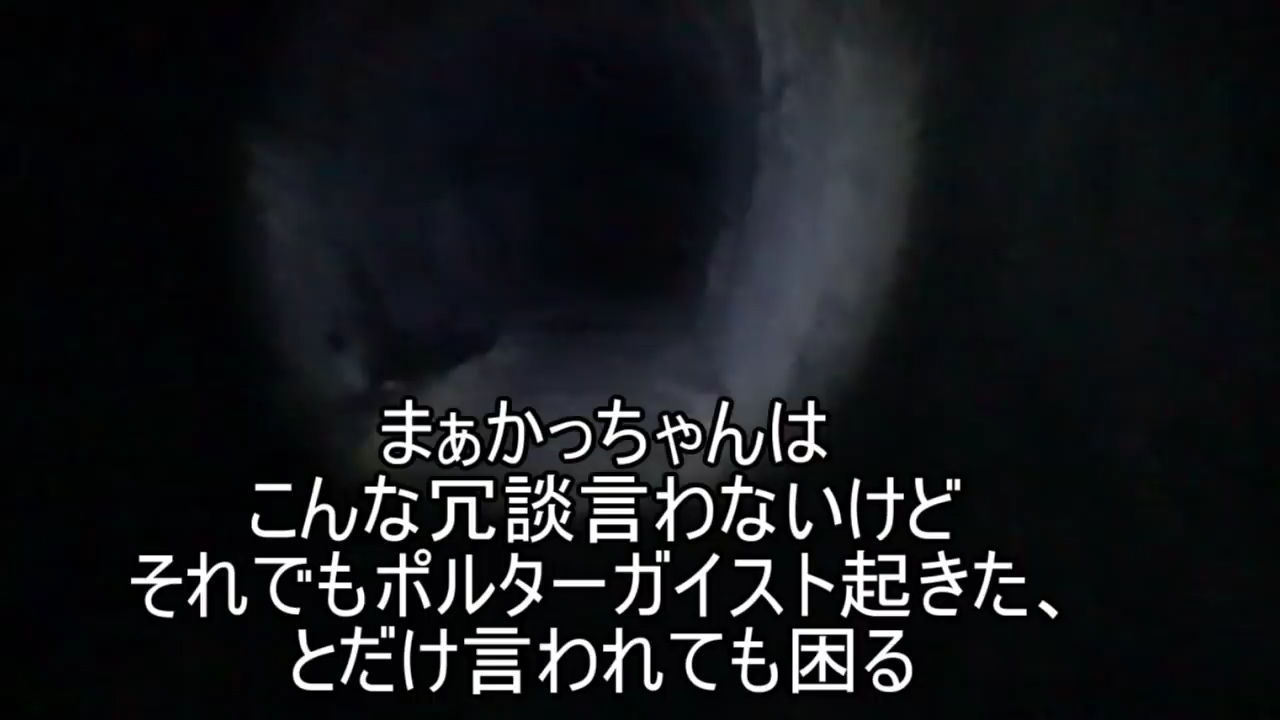 まぁかっちゃんは
こんな冗談言わないけど
それでもポルターガイスト起きた、
とだけ言われても困る